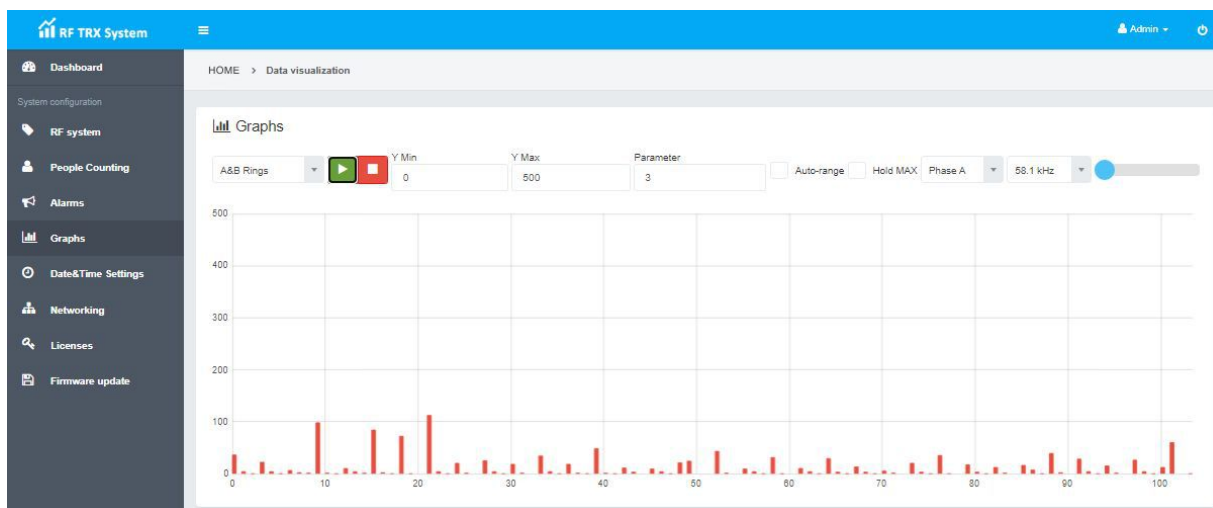 RF TRX System
Admin
Dashboard
HOME > Data visualization
System configuration
RF system
People Counting
Alarms
Graphs
Date&Time Settings
Networking
Licenses
Firmware update
Graphs
Y Min
Y Max
Parameter
A&B Rings
0
500
3
Auto-range
Hold MAX
Phase A
58.1 kHz
500
400
300
200
100
0
0 10 20 30 40 50 60 70 80 90 100